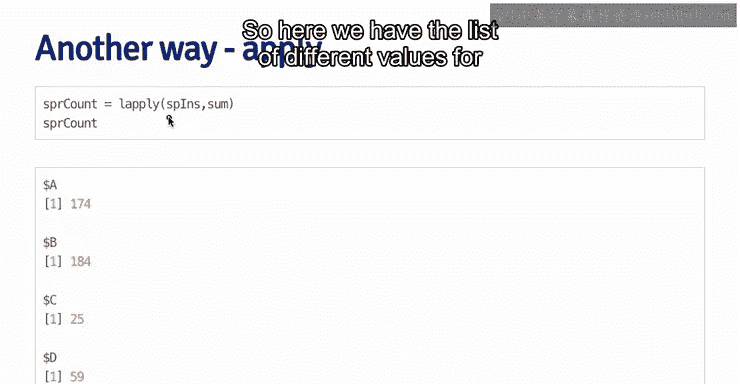 So here we have the list
of different values for
Another way - apply
sprCount = lapply(spIns,sum)
sprCount
$A
[1] 174
$B
[1] 184
$C
[1] 25
$D
[1] 59